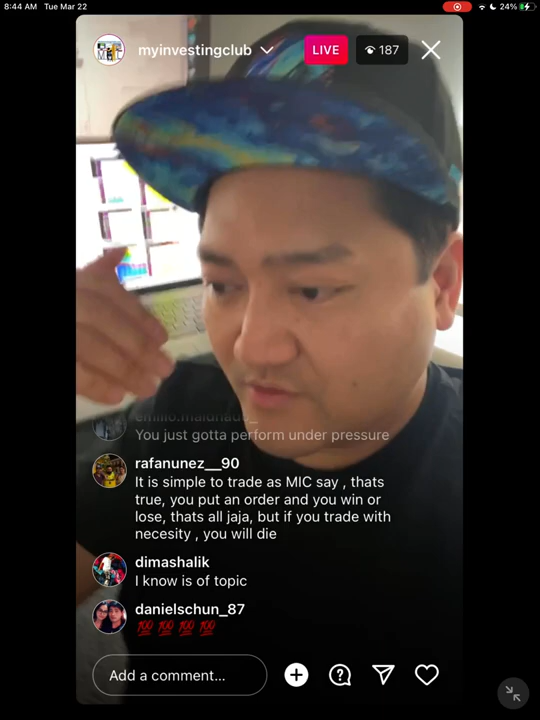 8:44 AM Tue Mar 22
24%
myinvestingclub
LIVE
187
emilio.maldonado_
You just gotta perform under pressure
rafanunez__90
It is simple to trade as MIC say , thats
true, you put an order and you win or
lose, thats all jaja, but if you trade with
necesity , you will die
dimashalik
I know is of topic
danielschun_87
💯💯💯💯
Add a comment...